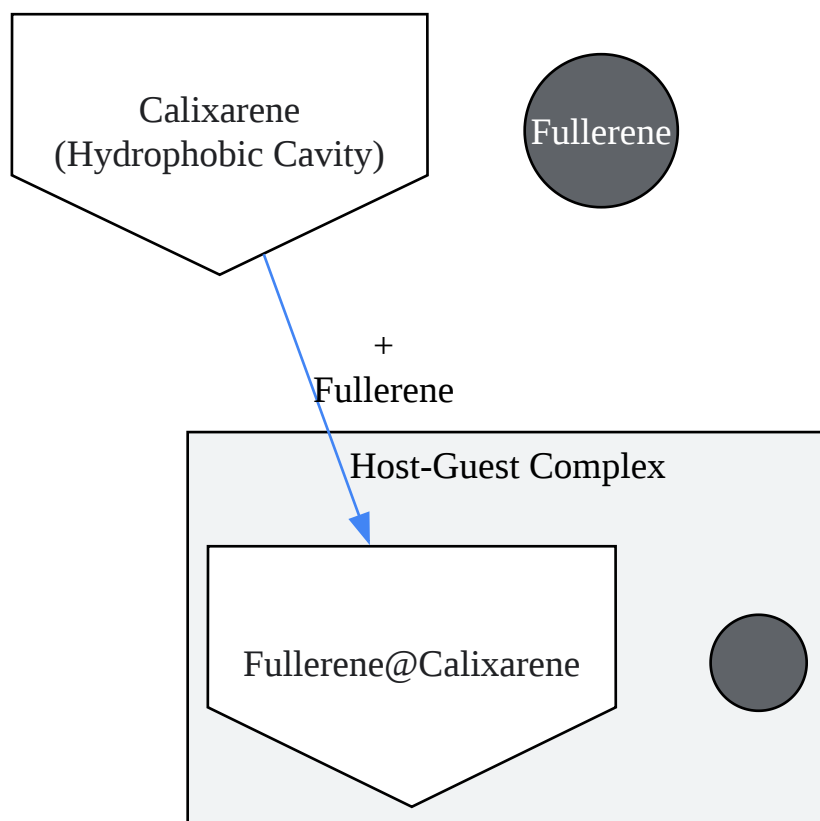 Calixarene
(Hydrophobic Cavity)
Fullerene
+
Fullerene
Host-Guest Complex
Fullerene@Calixarene